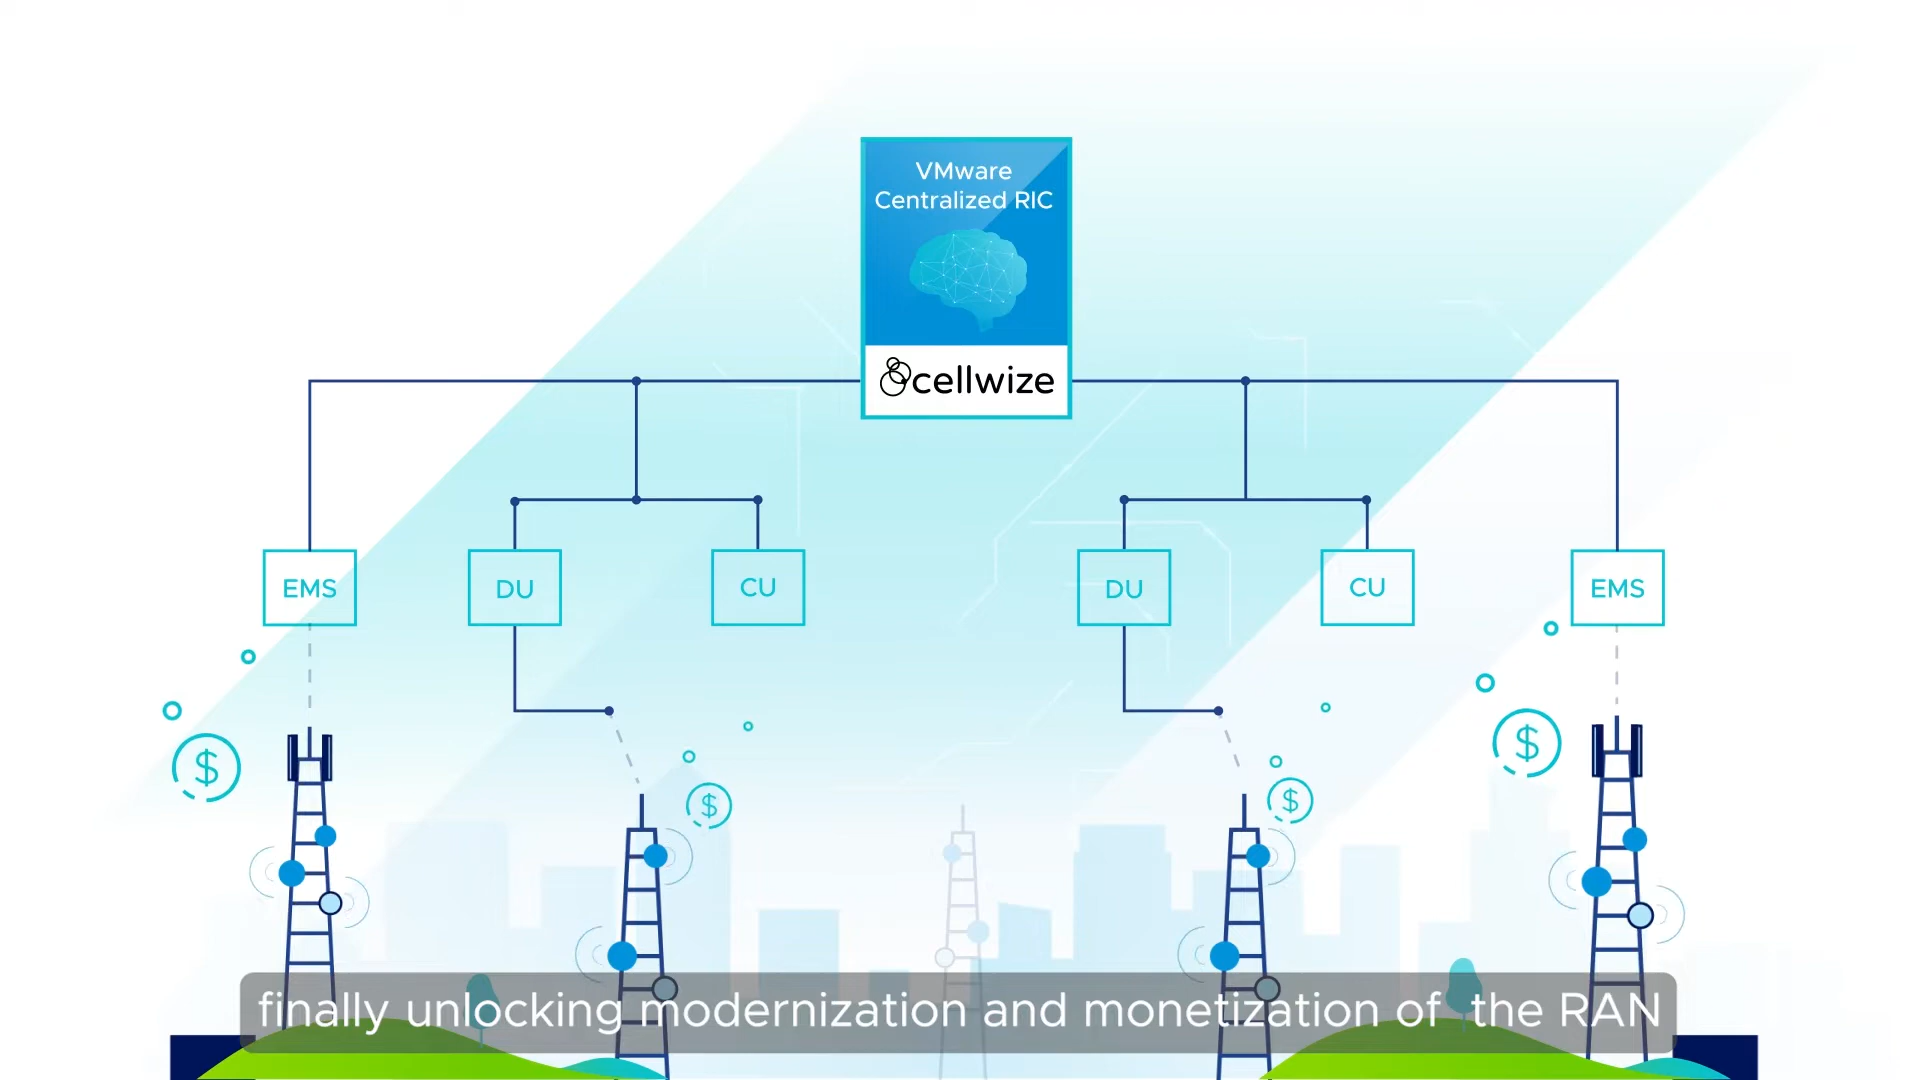 VMware
Centralized RIC
cellwize
EMS
DU
CU
DU
CU
EMS
$
$
$
$
finally unlocking modernization and monetization of the RAN